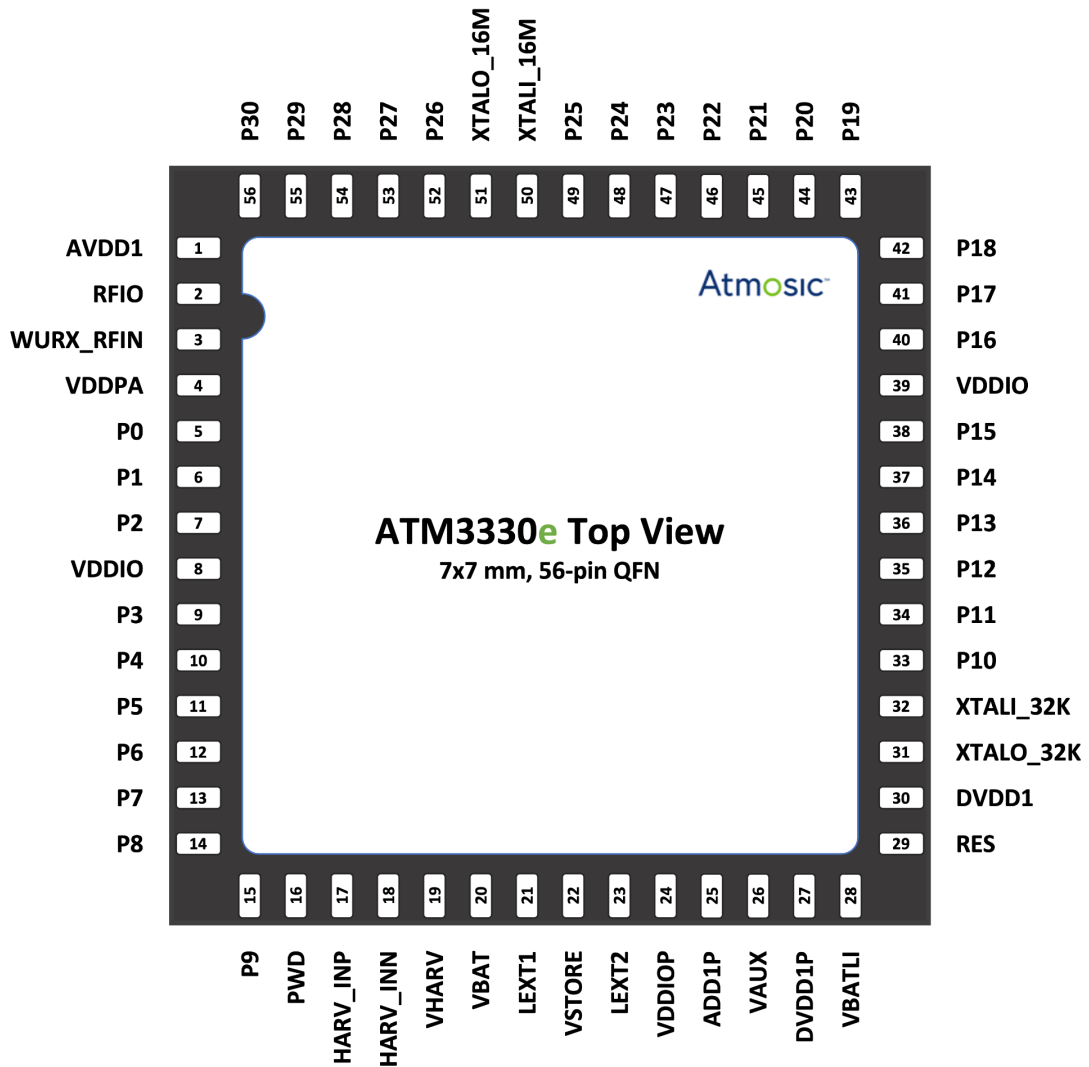 P30
P29
P28
P27
P26
XTALO_16M
XTALI_16M
P25
P24
P23
P22
P21
P20
P19
56
55
54
53
52
51
50
49
48
47
46
45
44
43
AVDD1 1
RFIO 2
WURX_RFIN 3
VDDPA 4
P0 5
P1 6
P2 7
VDDIO 8
P3 9
P4 10
P5 11
P6 12
P7 13
P8 14
Atmosic™
ATM3330e Top View
7x7 mm, 56-pin QFN
42 P18
41 P17
40 P16
39 VDDIO
38 P15
37 P14
36 P13
35 P12
34 P11
33 P10
32 XTALI_32K
31 XTALO_32K
30 DVDD1
29 RES
15
16
17
18
19
20
21
22
23
24
25
26
27
28
P9
PWD
HARV_INP
HARV_INN
VHARV
VBAT
LEXT1
VSTORE
LEXT2
VDDIOP
ADD1P
VAUX
DVDD1P
VBATLI